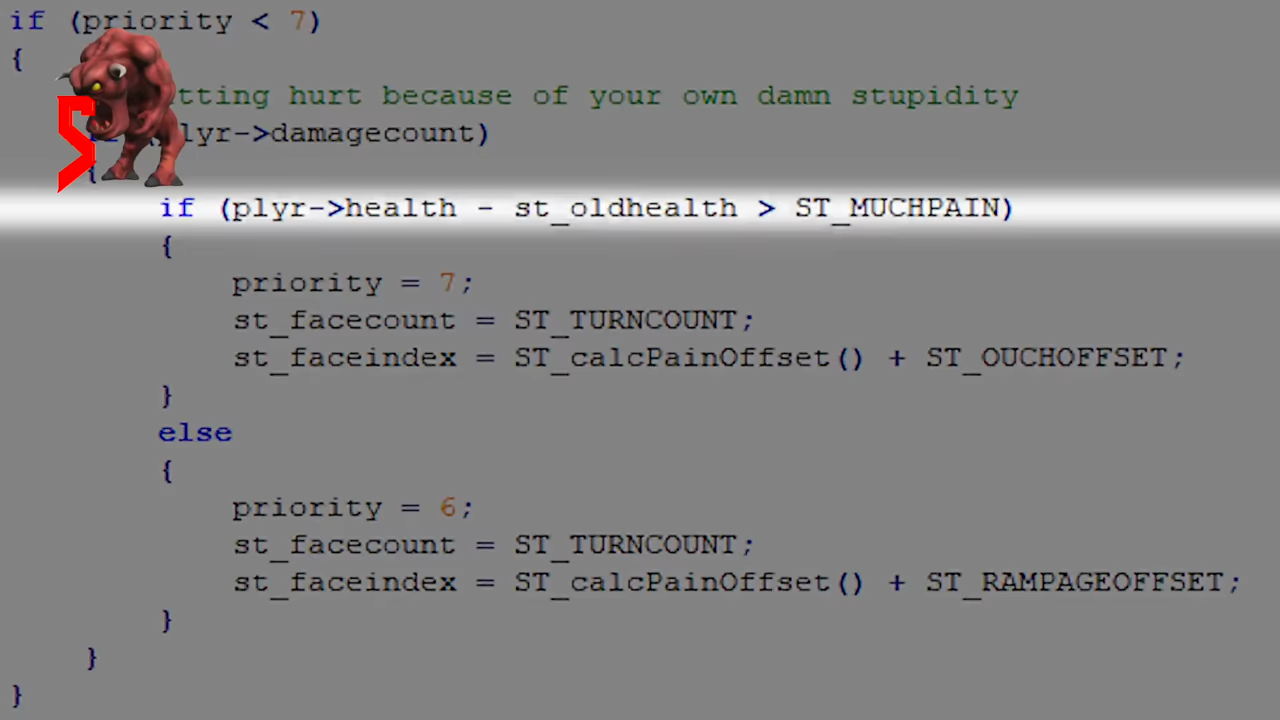 if (priority < 7)
{
tting hurt because of your own damn stupidity
lyr->damagecount)
{
if (plyr->health - st_oldhealth > ST_MUCHPAIN)
{
priority = 7;
st_facecount = ST_TURNCOUNT;
st_faceindex = ST_calcPainOffset() + ST_OUCHOFFSET;
}
else
{
priority = 6;
st_facecount = ST_TURNCOUNT;
st_faceindex = ST_calcPainOffset() + ST_RAMPAGEOFFSET;
}
}
}